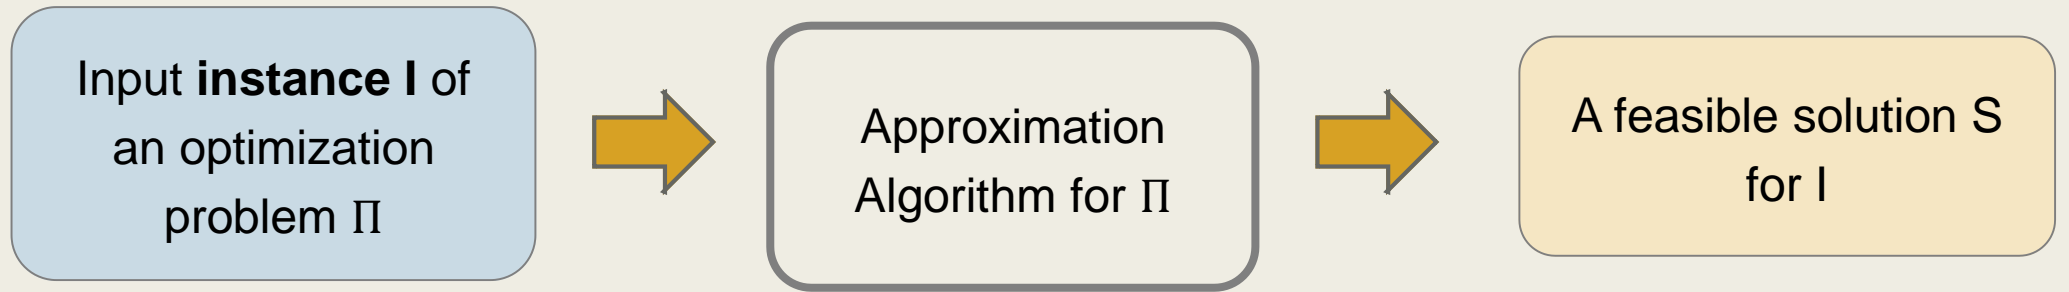 Input instance I of
an optimization
problem Π
Approximation
Algorithm for Π
A feasible solution S
for I